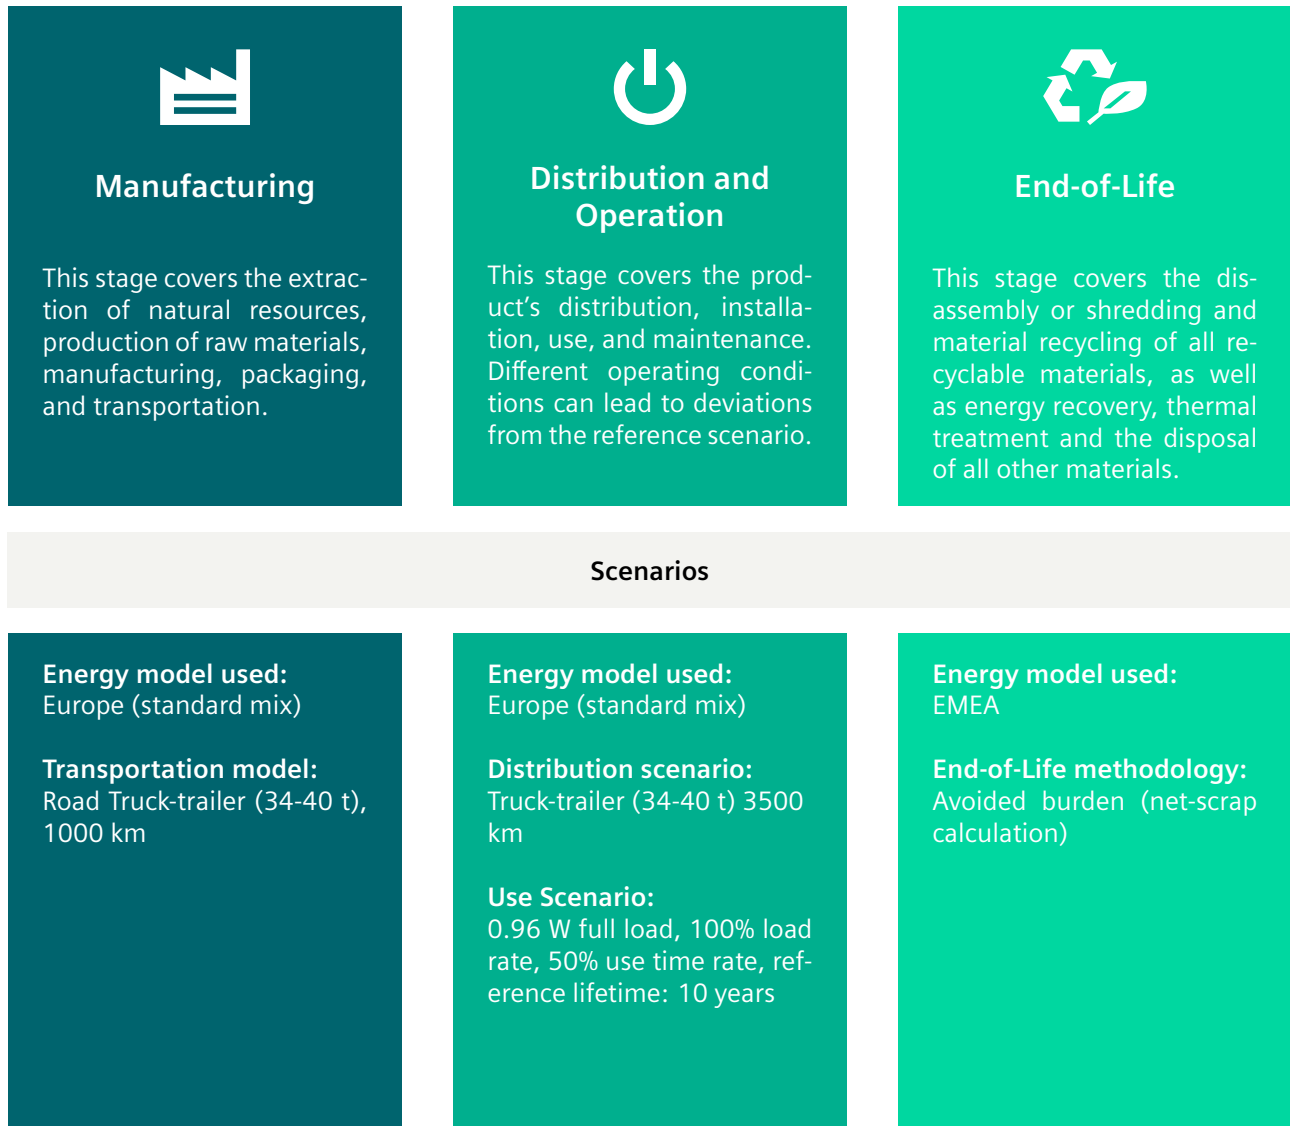 Manufacturing
This stage covers the extrac-
tion of natural resources,
production of raw materials,
manufacturing, packaging,
and transportation.
Distribution and
Operation
This stage covers the prod-
uct's distribution, installa-
tion, use, and maintenance.
Different operating condi-
tions can lead to deviations
from the reference scenario.
End-of-Life
This stage covers the dis-
assembly or shredding and
material recycling of all re-
cyclable materials, as well
as energy recovery, thermal
treatment and the disposal
of all other materials.
Scenarios
Energy model used:
Europe (standard mix)
Transportation model:
Road Truck-trailer (34-40 t),
1000 km
Energy model used:
Europe (standard mix)
Distribution scenario:
Truck-trailer (34-40 t) 3500
km
Use Scenario:
0.96 W full load, 100% load
rate, 50% use time rate, ref-
erence lifetime: 10 years
Energy model used:
EMEA
End-of-Life methodology:
Avoided burden (net-scrap
calculation)